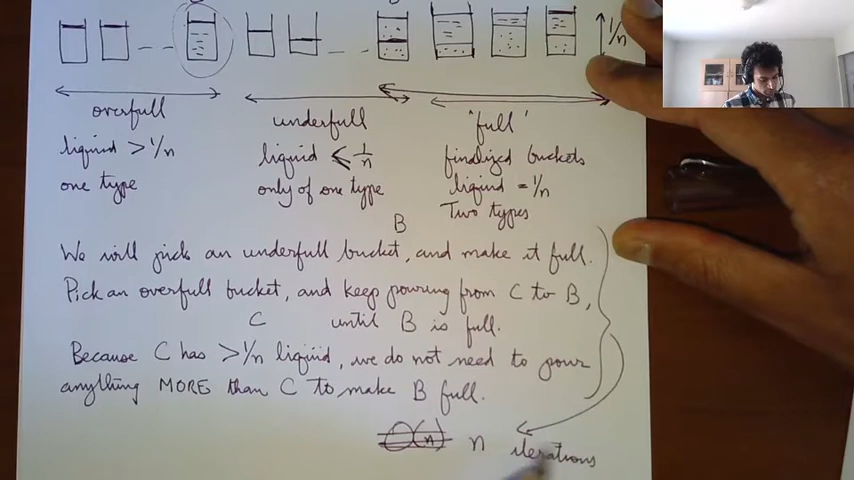 1/n
overfull
underfull
'full'
liquid > 1/n
liquid < 1/n
finalized buckets
one type
only of one type
liquid = 1/n
Two types
B
We will pick an underfull bucket, and make it full.
Pick an overfull bucket, and keep pouring from C to B,
C until B is full.
Because C has > 1/n liquid, we do not need to pour
anything MORE than C to make B full.
n iterations